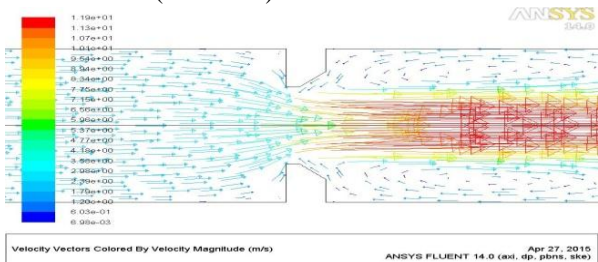 ANSYS
14.0
1.19e+01
1.13e+01
1.07e+01
1.01e+01
9.54e+00
8.94e+00
8.34e+00
7.75e+00
7.15e+00
6.56e+00
5.96e+00
5.37e+00
4.77e+00
4.18e+00
3.58e+00
2.98e+00
2.39e+00
1.79e+00
1.20e+00
6.03e-01
6.98e-03
Velocity Vectors Colored By Velocity Magnitude (m/s)
Apr 27, 2015
ANSYS FLUENT 14.0 (axi, dp, pbns, ske)